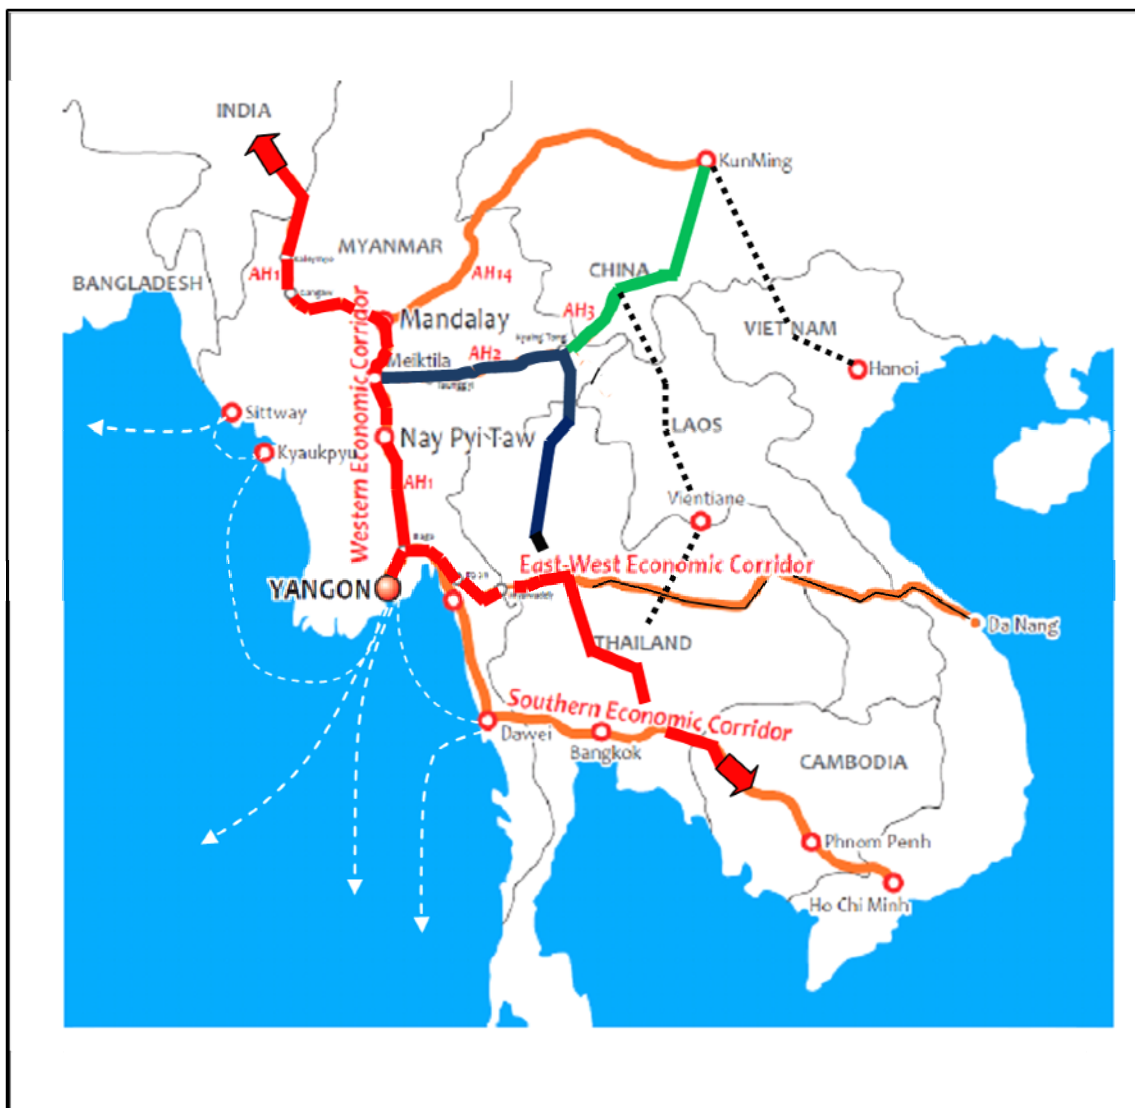 INDIA
KunMing
MYANMAR
AH1
AH14
CHINA
BANGLADESH
AH3
Mandalay
VIET NAM
Kyaing Tong
Meiktila
AH2
Hanoi
Western Economic Corridor
Sittway
LAOS
Nay Pyi Taw
Kyaukpyu
AH1
Vientiane
East-West Economic Corridor
YANGON
Da Nang
THAILAND
Southern Economic Corridor
Dawei
Bangkok
CAMBODIA
Phnom Penh
Ho Chi Minh